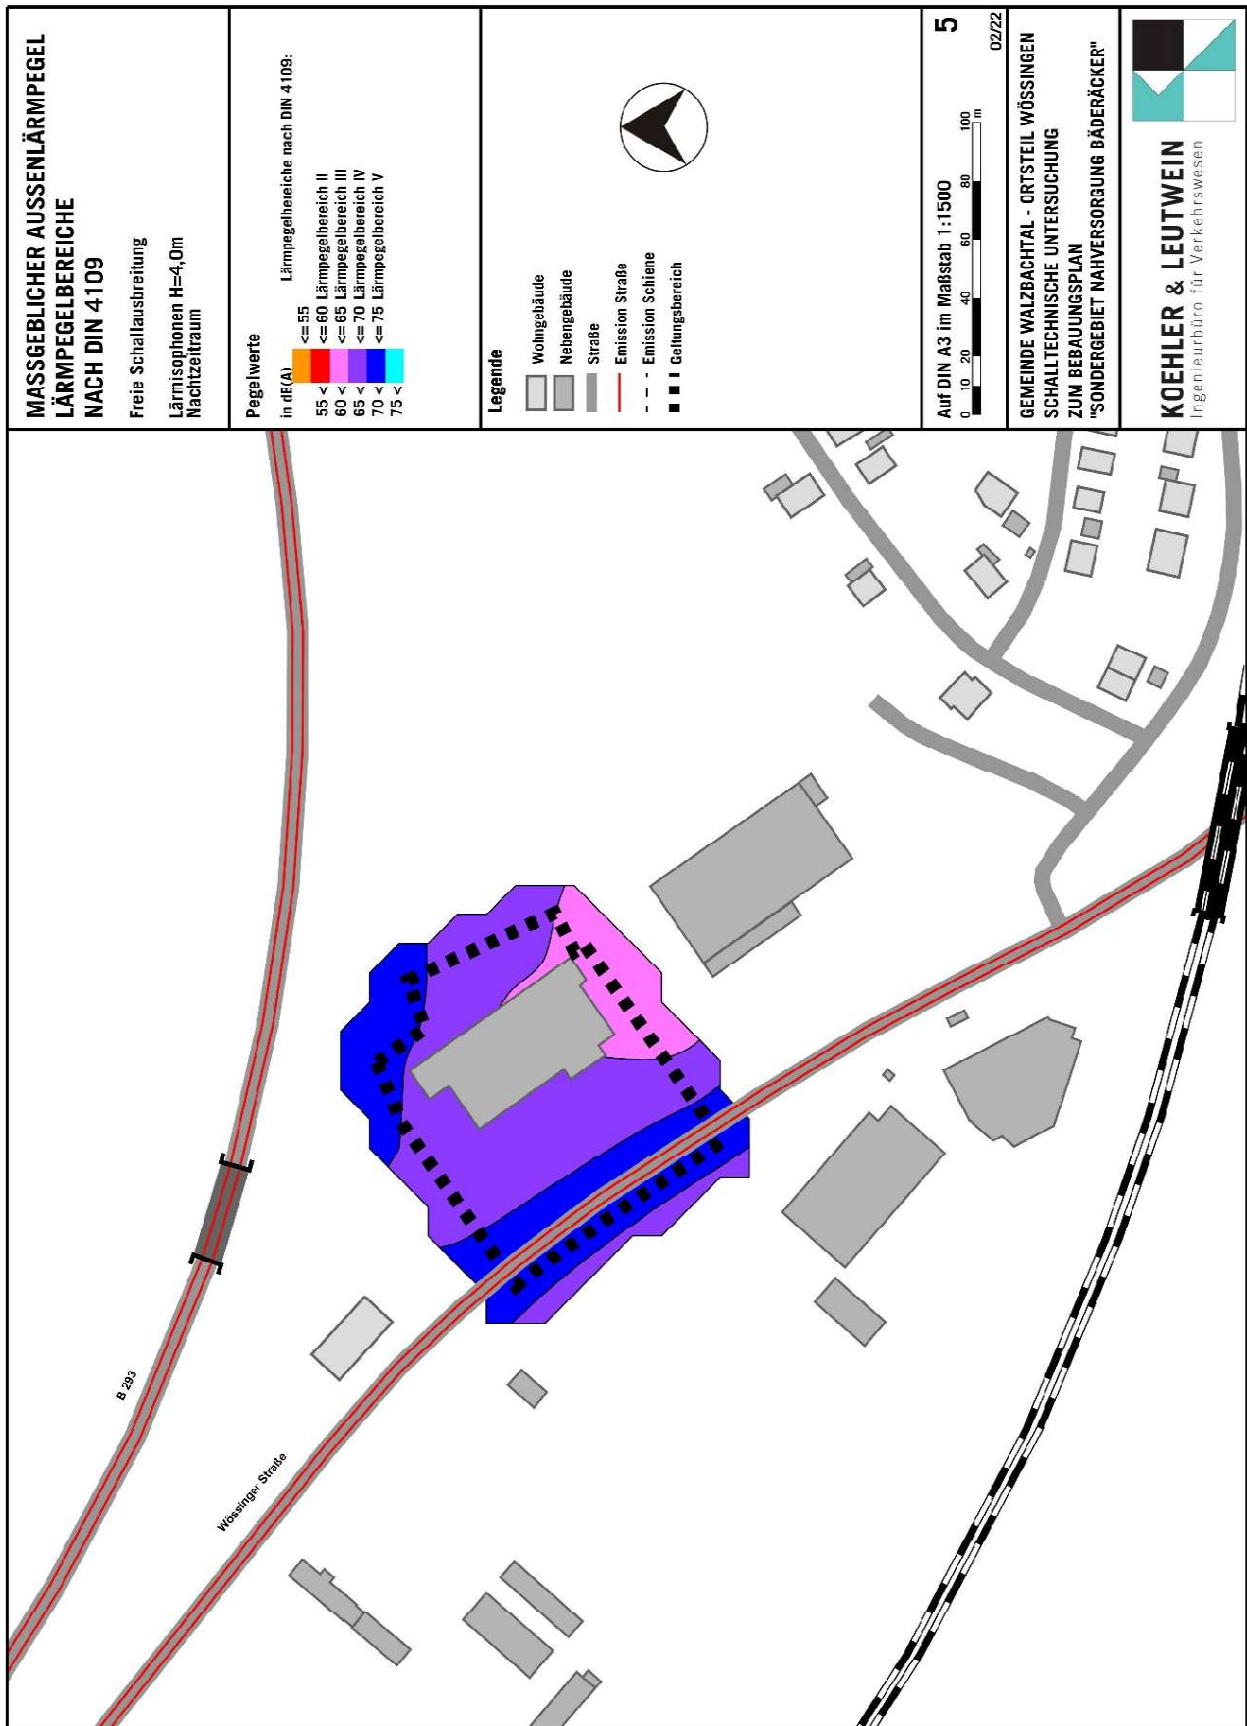 MASSGEBLICHER AUSSENLÄRMPEGEL
LÄRMPEGELBEREICHE
NACH DIN 4109
Freie Schallausbreitung
Lärmisophonen H=4,0m
Nachtzeitraum
Pegelwerte
in dB(A)
Lärmpegelbereiche nach DIN 4109:
<= 55
55 < <= 60 Lärmpegelbereich II
60 < <= 65 Lärmpegelbereich III
65 < <= 70 Lärmpegelbereich IV
70 < <= 75 Lärmpegelbereich V
75 <
Legende
Wohngebäude
Nebengebäude
Straße
Emission Straße
Emission Schiene
Geltungsbereich
Auf DIN A3 im Maßstab 1:1500
0 10 20 40 60 80 100
m
5
02/22
GEMEINDE WALZBACHTAL - ORTSTEIL WÖSSINGEN
SCHALLTECHNISCHE UNTERSUCHUNG
ZUM BEBAUUNGSPLAN
"SONDERGEBIET NAHVERSORGUNG BÄDERÄCKER"
KOEHLER & LEUTWEIN
Ingenieurbüro für Verkehrswesen
B 293
Wössinger Straße